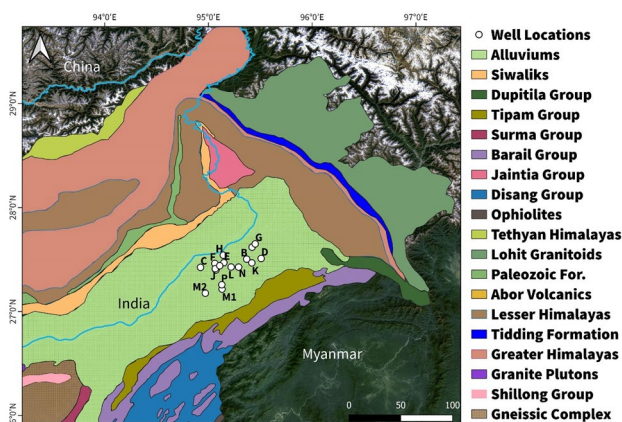 94°0'E 95°0'E 96°0'E 97°0'E
China
29°0'N
28°0'N
27°0'N
6°0'N
G
H
F E B D
C
J L N K
P
M2 M1
India
Myanmar
0 50 100
Well Locations
Alluviums
Siwaliks
Dupitila Group
Tipam Group
Surma Group
Barail Group
Jaintia Group
Disang Group
Ophiolites
Tethyan Himalayas
Lohit Granitoids
Paleozoic For.
Abor Volcanics
Lesser Himalayas
Tidding Formation
Greater Himalayas
Granite Plutons
Shillong Group
Gneissic Complex